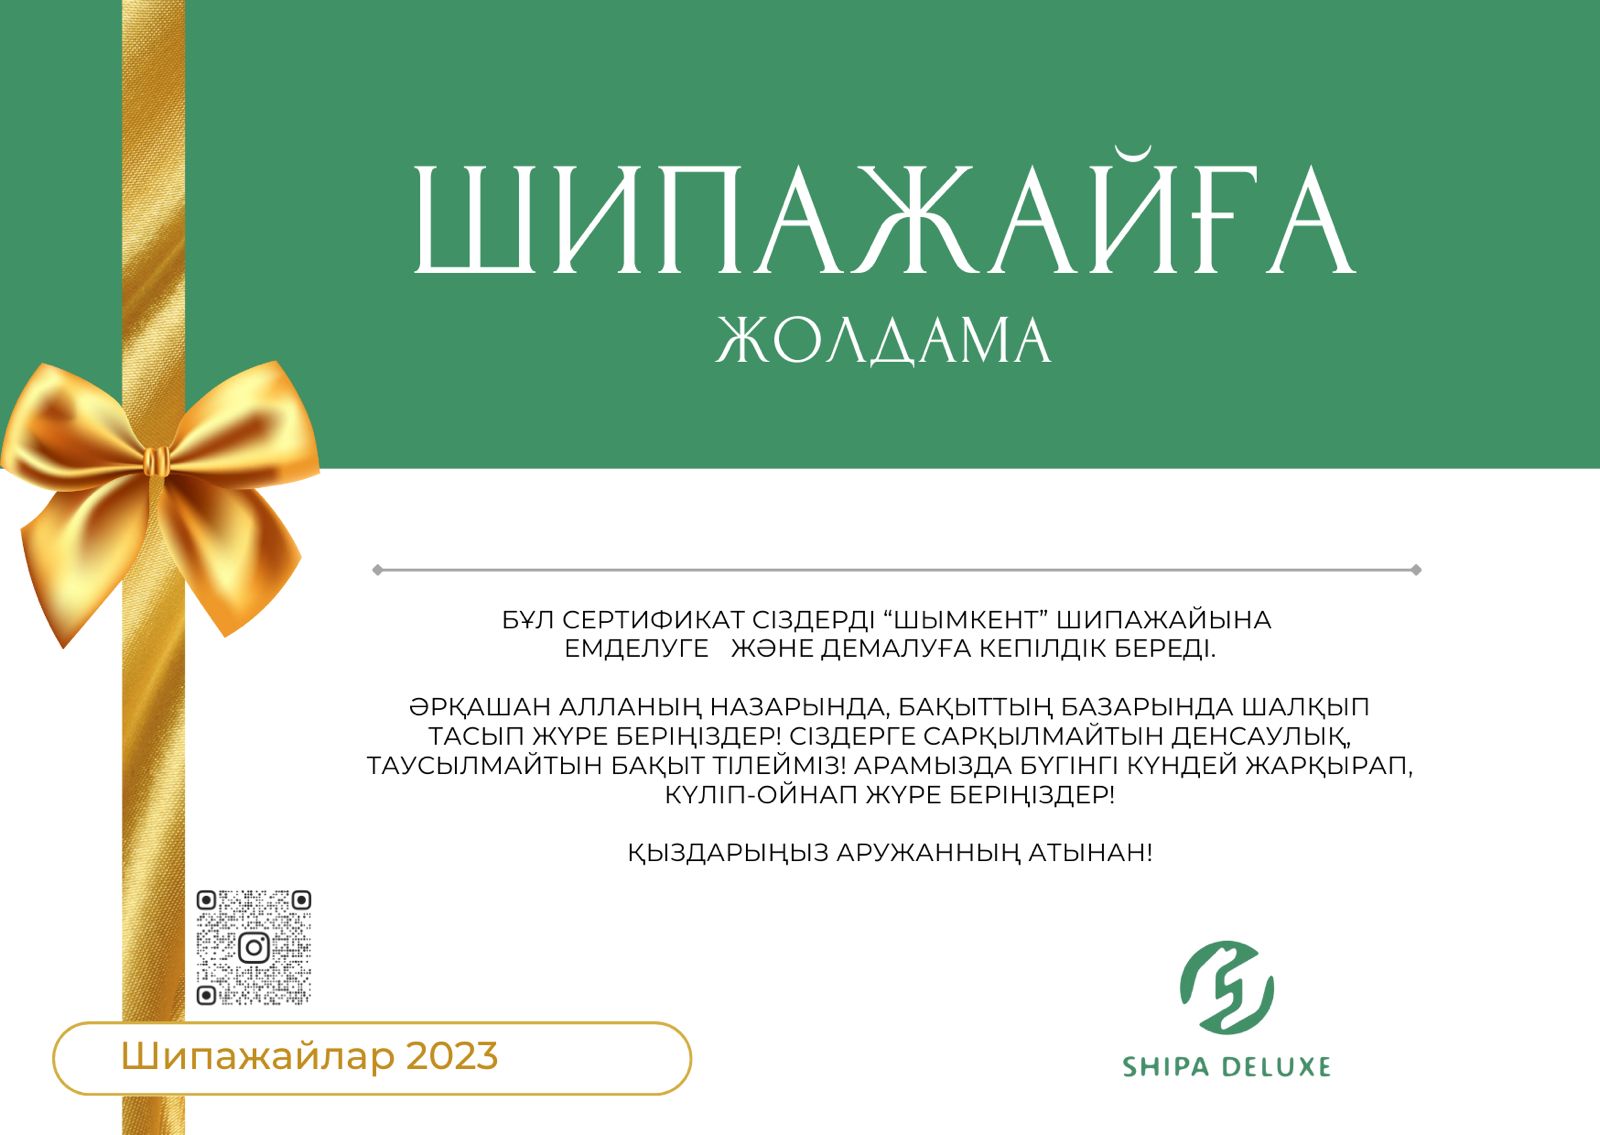 ШИПАЖАЙҒА
ЖОЛДАМА
БҰЛ СЕРТИФИКАТ СІЗДЕРДІ “ШЫМКЕНТ” ШИПАЖАЙЫНА
ЕМДЕЛУГЕ ЖӘНЕ ДЕМАЛУҒА КЕПІЛДІК БЕРЕДІ.
ӘРҚАШАН АЛЛАНЫҢ НАЗАРЫНДА, БАҚЫТТЫҢ БАЗАРЫНДА ШАЛҚЫП
ТАСЫП ЖҮРЕ БЕРІҢІЗДЕР! СІЗДЕРГЕ САРҚЫЛМАЙТЫН ДЕНСАУЛЫҚ,
ТАУСЫЛМАЙТЫН БАҚЫТ ТІЛЕЙМІЗ! АРАМЫЗДА БҮГІНГІ КҮНДЕЙ ЖАРҚЫРАП,
КҮЛІП-ОЙНАП ЖҮРЕ БЕРІҢІЗДЕР!
ҚЫЗДАРЫҢЫЗ АРУЖАННЫҢ АТЫНАН!
Шипажайлар 2023
SHIPA DELUXE